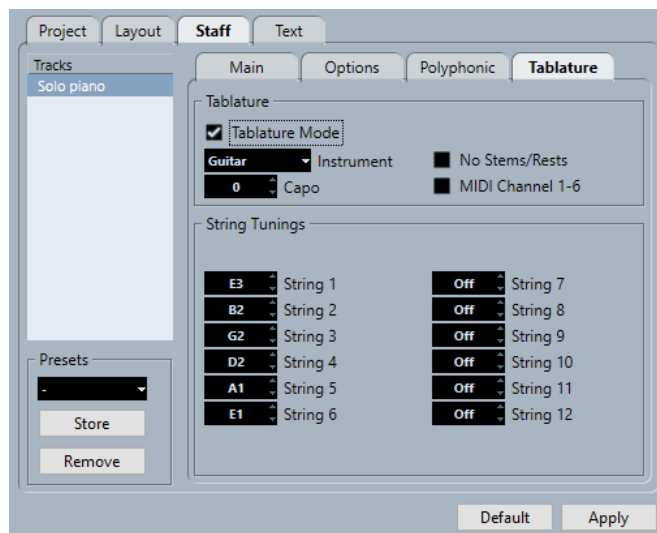 Project Layout Staff Text
Tracks
Solo piano
Main Options Polyphonic Tablature
Tablature
Tablature Mode
Guitar Instrument No Stems/Rests
0 Capo MIDI Channel 1-6
String Tunings
E3 String 1 Off String 7
B2 String 2 Off String 8
G2 String 3 Off String 9
D2 String 4 Off String 10
A1 String 5 Off String 11
E1 String 6 Off String 12
Presets
-
Store
Remove
Default Apply